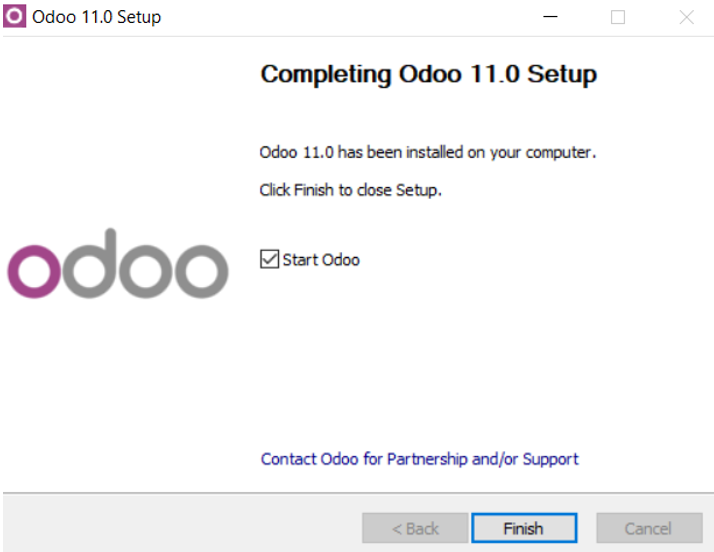 Odoo 11.0 Setup
Completing Odoo 11.0 Setup
Odoo 11.0 has been installed on your computer.
Click Finish to close Setup.
odoo
Start Odoo
Contact Odoo for Partnership and/or Support
< Back
Finish
Cancel